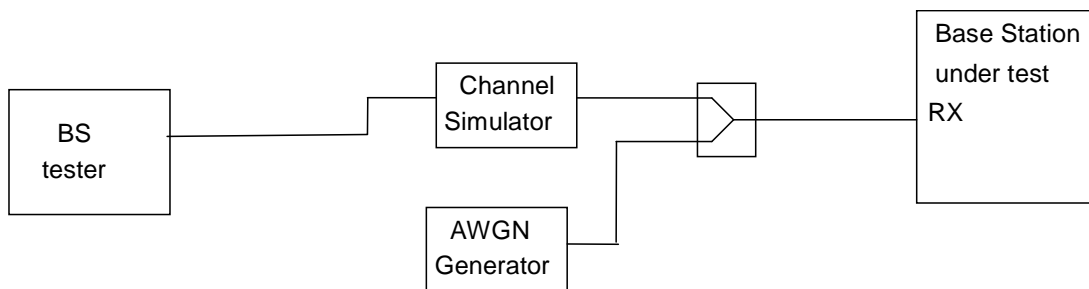 BS
tester
Channel
Simulator
AWGN
Generator
Base Station
under test
RX